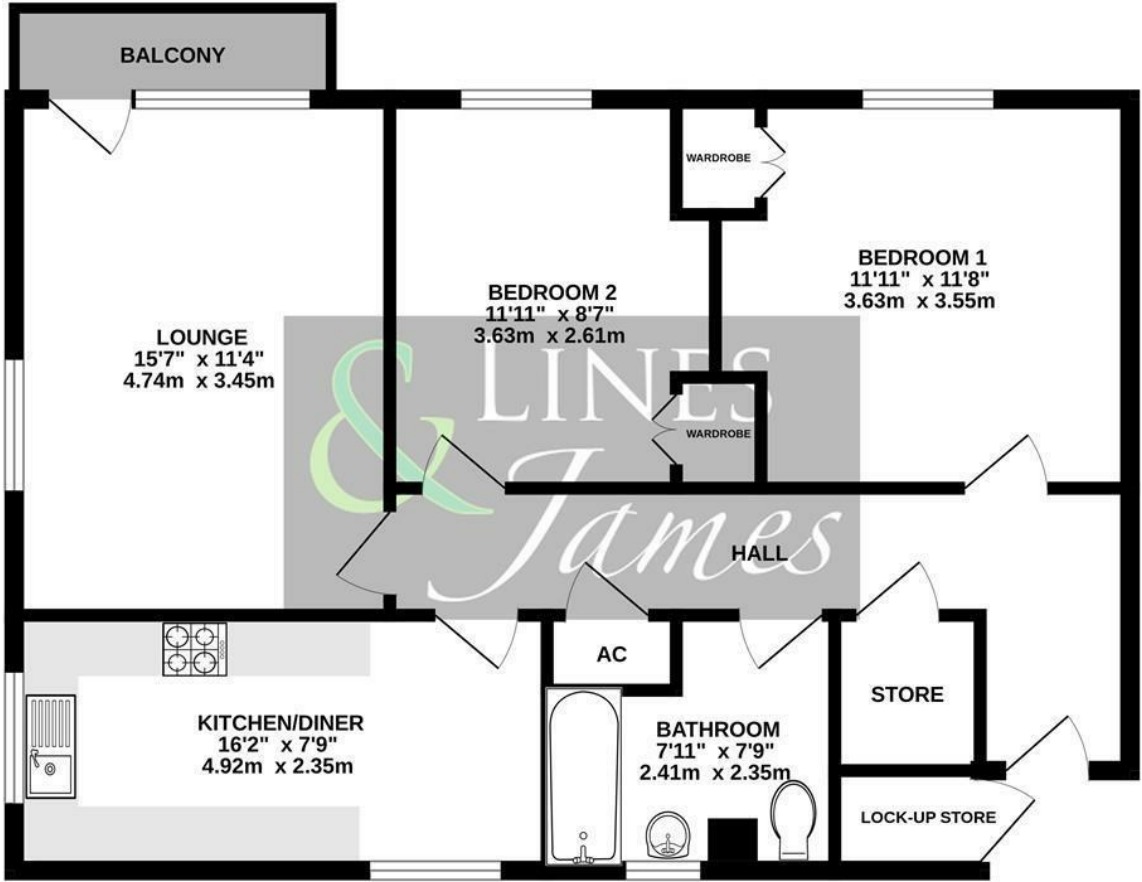 BALCONY
WARDROBE
BEDROOM 1
11'11" x 11'8"
3.63m x 3.55m
BEDROOM 2
11'11" x 8'7"
3.63m x 2.61m
LOUNGE
15'7" x 11'4"
4.74m x 3.45m
& LINES
James
WARDROBE
HALL
AC
STORE
KITCHEN/DINER
16'2" x 7'9"
4.92m x 2.35m
BATHROOM
7'11" x 7'9"
2.41m x 2.35m
LOCK-UP STORE